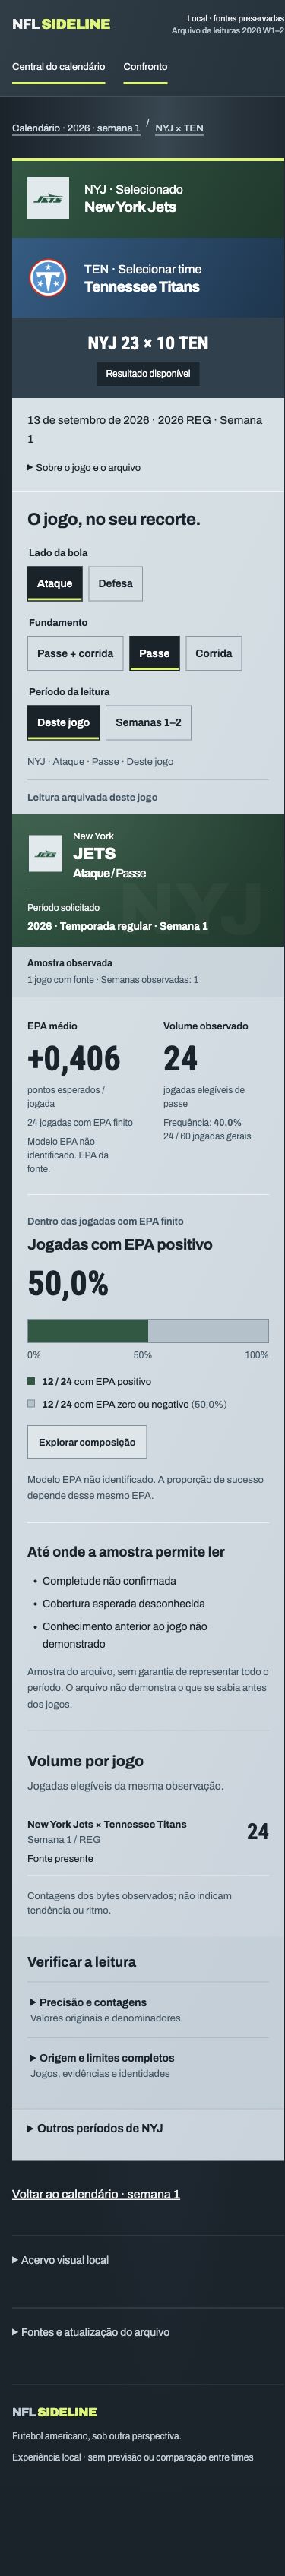 NFL SIDELINE
Local · fontes preservadas
Arquivo de leituras 2026 W1–2
Central do calendário
Confronto
Calendário · 2026 · semana 1 / NYJ × TEN
JETS
NYJ · Selecionado
New York Jets
TEN · Selecionar time
Tennessee Titans
NYJ 23 × 10 TEN
Resultado disponível
13 de setembro de 2026 · 2026 REG · Semana
1
▶ Sobre o jogo e o arquivo
O jogo, no seu recorte.
Lado da bola
Ataque
Defesa
Fundamento
Passe + corrida
Passe
Corrida
Período da leitura
Deste jogo
Semanas 1–2
NYJ · Ataque · Passe · Deste jogo
Leitura arquivada deste jogo
JETS
New York
JETS
Ataque / Passe
NYJ
Período solicitado
2026 · Temporada regular · Semana 1
Amostra observada
1 jogo com fonte · Semanas observadas: 1
EPA médio
+0,406
pontos esperados /
jogada
24 jogadas com EPA finito
Modelo EPA não
identificado. EPA da
fonte.
Volume observado
24
jogadas elegíveis de
passe
Frequência: 40,0%
24 / 60 jogadas gerais
Dentro das jogadas com EPA finito
Jogadas com EPA positivo
50,0%
0%
50%
100%
12 / 24 com EPA positivo
12 / 24 com EPA zero ou negativo (50,0%)
Explorar composição
Modelo EPA não identificado. A proporção de sucesso
depende desse mesmo EPA.
Até onde a amostra permite ler
• Completude não confirmada
• Cobertura esperada desconhecida
• Conhecimento anterior ao jogo não
demonstrado
Amostra do arquivo, sem garantia de representar todo o
período. O arquivo não demonstra o que se sabia antes
dos jogos.
Volume por jogo
Jogadas elegíveis da mesma observação.
New York Jets × Tennessee Titans
Semana 1 / REG
Fonte presente
24
Contagens dos bytes observados; não indicam
tendência ou ritmo.
Verificar a leitura
▶ Precisão e contagens
Valores originais e denominadores
▶ Origem e limites completos
Jogos, evidências e identidades
▶ Outros períodos de NYJ
Voltar ao calendário · semana 1
▶ Acervo visual local
▶ Fontes e atualização do arquivo
NFL SIDELINE
Futebol americano, sob outra perspectiva.
Experiência local · sem previsão ou comparação entre times